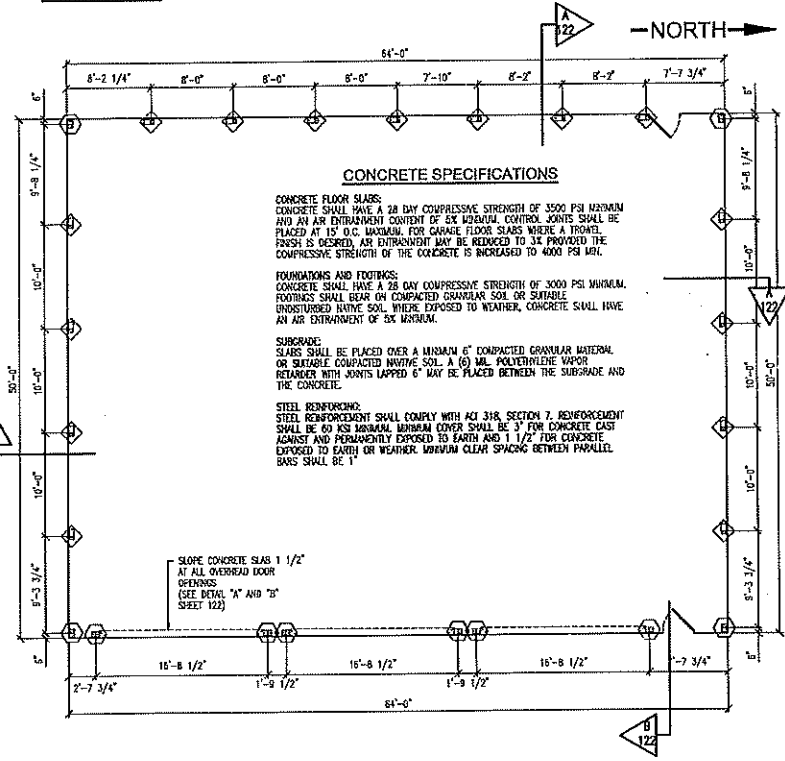 A
122
NORTH
64'-0"
8'-2 1/4" 8'-0" 8'-0" 8'-0" 7'-10" 8'-2" 8'-2" 7'-7 3/4"
6" 6"
9'-8 1/4" 9'-8 1/4"
CONCRETE SPECIFICATIONS
CONCRETE FLOOR SLABS:
CONCRETE SHALL HAVE A 28 DAY COMPRESSIVE STRENGTH OF 3500 PSI MINIMUM
AND AN AIR ENTRAINMENT CONTENT OF 5% MINIMUM. CONTROL JOINTS SHALL BE
PLACED AT 15' O.C. MAXIMUM. FOR GARAGE FLOOR SLABS WHERE A TROWEL
FINISH IS DESIRED, AIR ENTRAINMENT MAY BE REDUCED TO 3% PROVIDED THE
COMPRESSIVE STRENGTH OF THE CONCRETE IS INCREASED TO 4000 PSI MIN.
FOUNDATIONS AND FOOTINGS:
CONCRETE SHALL HAVE A 28 DAY COMPRESSIVE STRENGTH OF 3000 PSI MINIMUM.
FOOTINGS SHALL BEAR ON COMPACTED GRANULAR SOIL OR SUITABLE
UNDISTURBED NATIVE SOIL. WHERE EXPOSED TO WEATHER, CONCRETE SHALL HAVE
AN AIR ENTRAINMENT OF 5% MINIMUM.
SUBGRADE:
SLABS SHALL BE PLACED OVER A MINIMUM 6" COMPACTED GRANULAR MATERIAL
OR SUITABLE COMPACTED NATIVE SOIL. A (6) MIL POLYETHYLENE VAPOR
RETARDER WITH JOINTS LAPPED 6" MAY BE PLACED BETWEEN THE SUBGRADE AND
THE CONCRETE.
STEEL REINFORCING:
STEEL REINFORCEMENT SHALL COMPLY WITH ACI 318, SECTION 7. REINFORCEMENT
SHALL BE 60 KSI MINIMUM. MINIMUM COVER SHALL BE 3" FOR CONCRETE CAST
AGAINST AND PERMANENTLY EXPOSED TO EARTH AND 1 1/2" FOR CONCRETE
EXPOSED TO EARTH OR WEATHER. MINIMUM CLEAR SPACING BETWEEN PARALLEL
BARS SHALL BE 1"
10'-0" 10'-0"
A
122
50'-0" 10'-0" 10'-0" 50'-0"
10'-0" 10'-0"
SLOPE CONCRETE SLAB 1 1/2"
AT ALL OVERHEAD DOOR
OPENINGS
(SEE DETAIL "A" AND "B"
SHEET 122)
9'-3 3/4" 9'-3 3/4"
6" 6"
2'-7 3/4" 16'-8 1/2" 1'-9 1/2" 16'-8 1/2" 1'-9 1/2" 16'-8 1/2" -7 3/4"
64'-0"
B
122